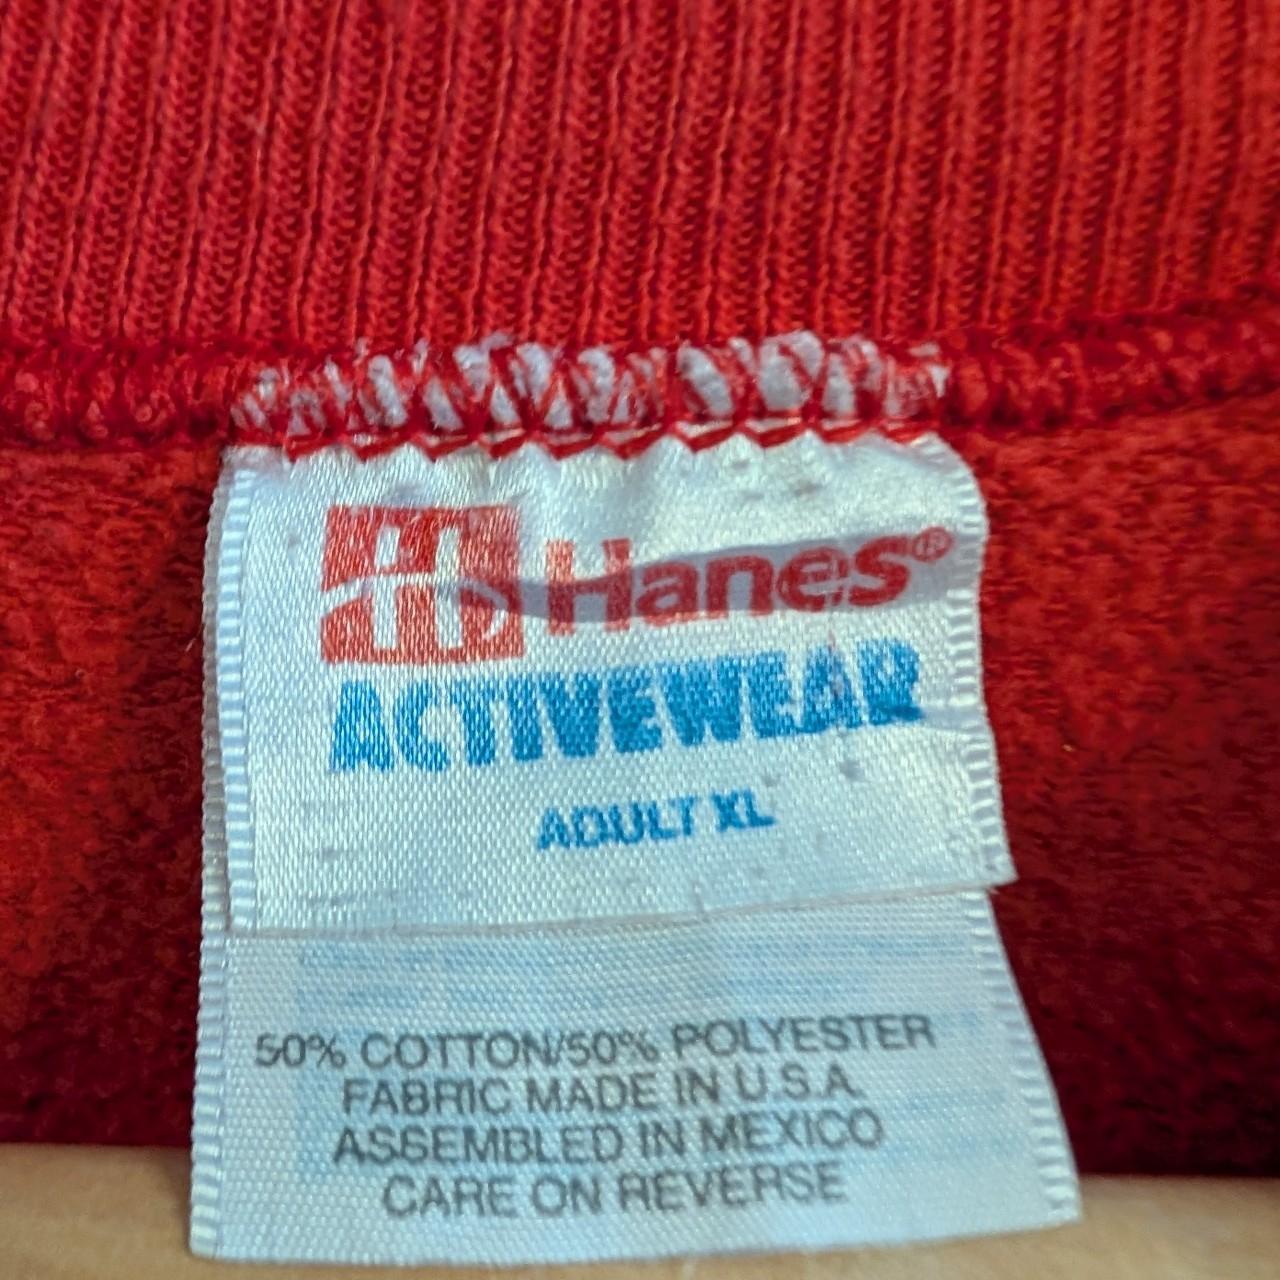 H Hanes®
ACTIVEWEAR
ADULT XL
50% COTTON/50% POLYESTER
FABRIC MADE IN U.S.A.
ASSEMBLED IN MEXICO
CARE ON REVERSE